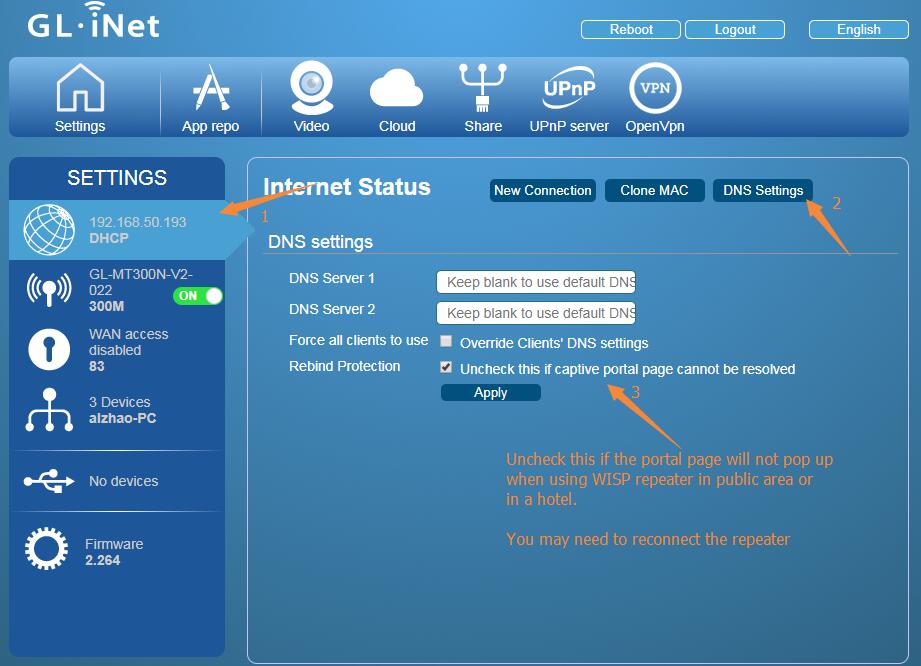 GL·iNet
Reboot
Logout
English
Settings
App repo
Video
Cloud
Share
UPnP
UPnP server
VPN
OpenVpn
SETTINGS
192.168.50.193
DHCP
GL-MT300N-V2-
022
300M
ON
WAN access
disabled
83
3 Devices
alzhao-PC
No devices
Firmware
2.264
Internet Status
New Connection
Clone MAC
DNS Settings
1
2
DNS settings
DNS Server 1
Keep blank to use default DNS
DNS Server 2
Keep blank to use default DNS
Force all clients to use
Override Clients' DNS settings
Rebind Protection
Uncheck this if captive portal page cannot be resolved
Apply
3
Uncheck this if the portal page will not pop up
when using WISP repeater in public area or
in a hotel.
You may need to reconnect the repeater